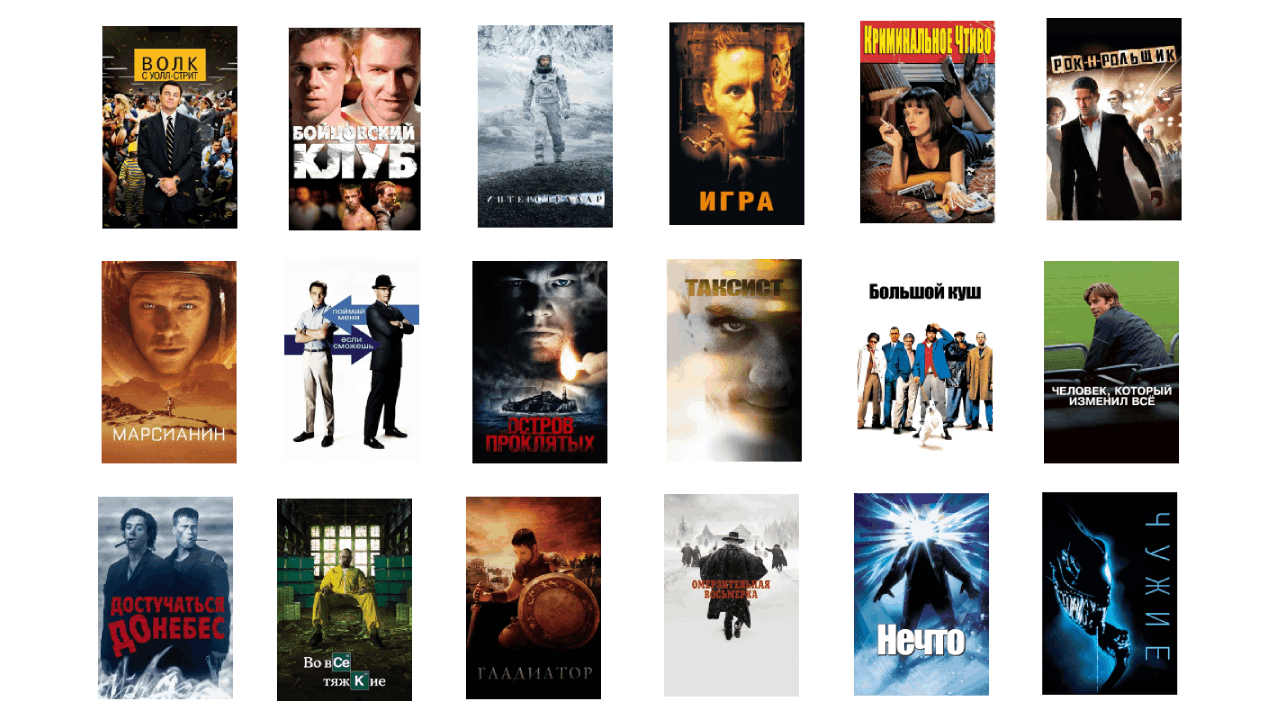 ВОЛК
С УОЛЛ-СТРИТ
БОЙЦОВСКИЙ
КЛУБ
ИНТЕРСТЕЛЛАР
ИГРА
Криминальное Чтиво
РОК-Н-РОЛЬЩИК
МАРСИАНИН
поймай
меня
если
сможешь
ОСТРОВ
ПРОКЛЯТЫХ
ТАКСИСТ
Большой куш
ЧЕЛОВЕК, КОТОРЫЙ
ИЗМЕНИЛ ВСЁ
ДОСТУЧАТЬСЯ
ДО НЕБЕС
Во вСе
тяжКие
ГЛАДИАТОР
ОМЕРЗИТЕЛЬНАЯ
ВОСЬМЕРКА
Нечто
ЧУЖИЕ